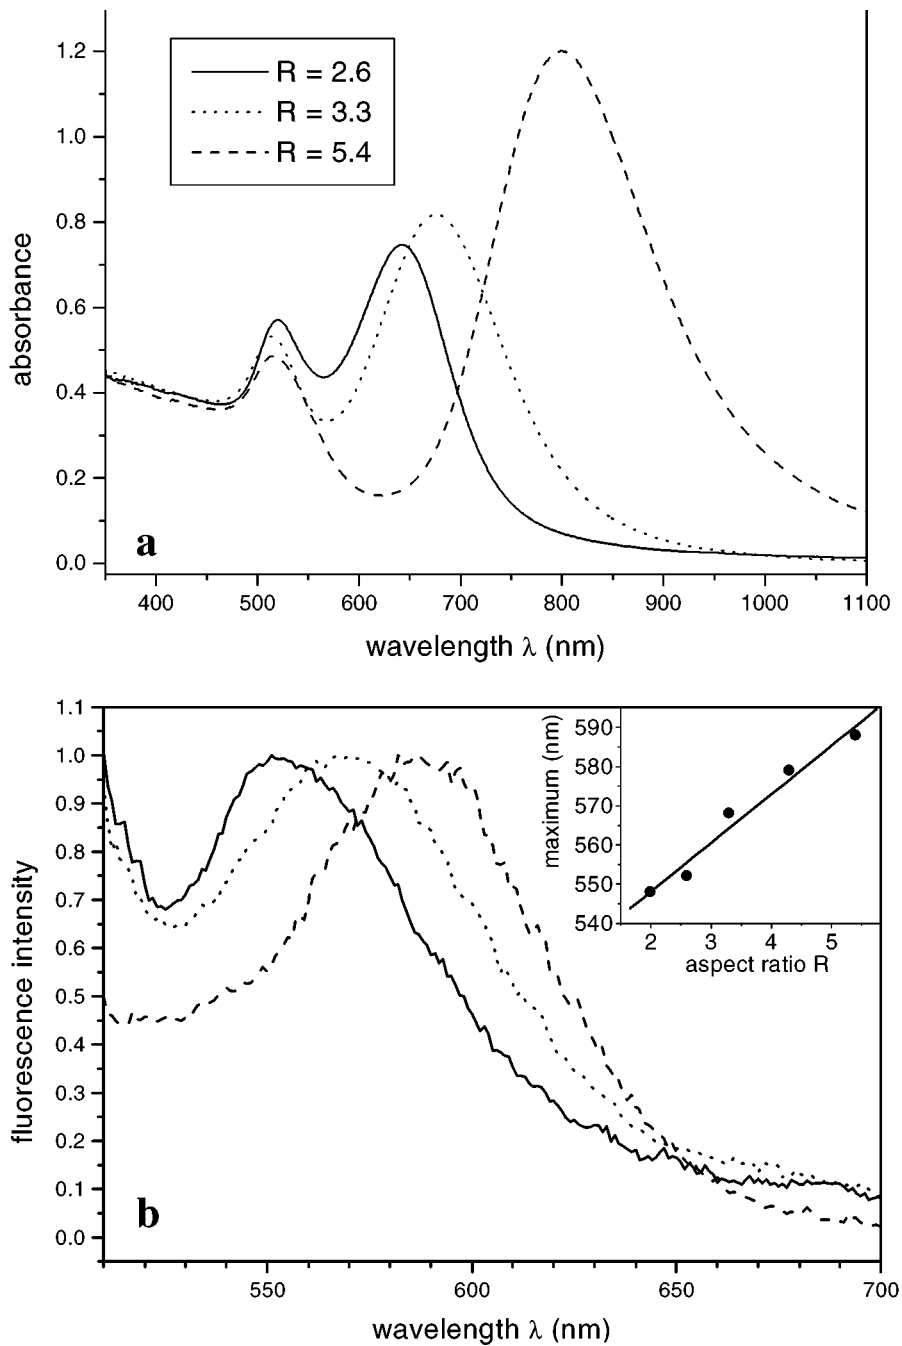 absorbance
1.2
1.0
0.8
0.6
0.4
0.2
0.0
R = 2.6
R = 3.3
R = 5.4
a
400 500 600 700 800 900 1000 1100
wavelength λ (nm)
fluorescence intensity
1.1
1.0
0.9
0.8
0.7
0.6
0.5
0.4
0.3
0.2
0.1
0.0
maximum (nm)
590
580
570
560
550
540
2 3 4 5
aspect ratio R
b
550 600 650 700
wavelength λ (nm)